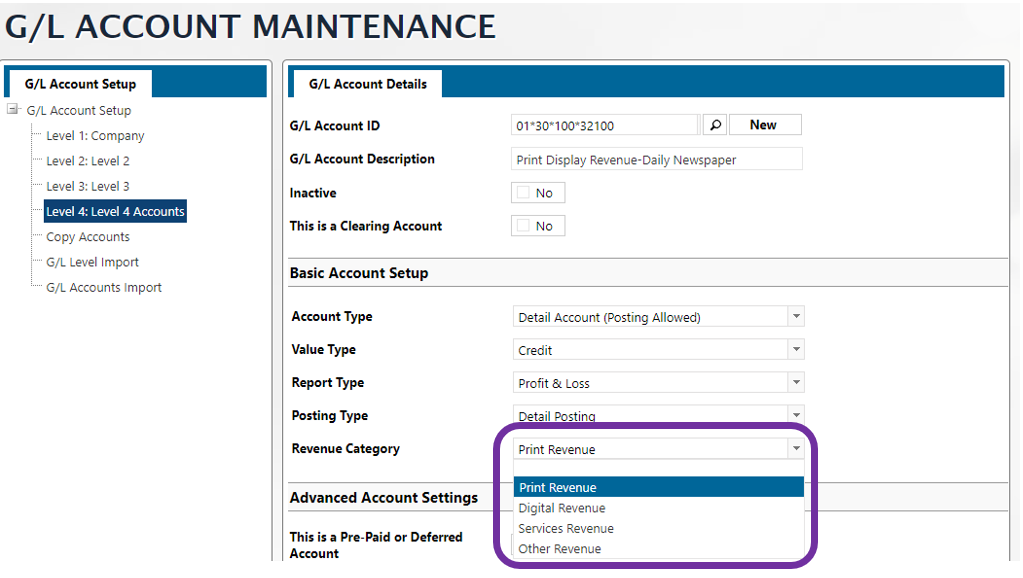 G/L ACCOUNT MAINTENANCE
G/L Account Setup
G/L Account Setup
Level 1: Company
Level 2: Level 2
Level 3: Level 3
Level 4: Level 4 Accounts
Copy Accounts
G/L Level Import
G/L Accounts Import
G/L Account Details
G/L Account ID 01*30*100*32100 New
G/L Account Description Print Display Revenue-Daily Newspaper
Inactive No
This is a Clearing Account No
Basic Account Setup
Account Type Detail Account (Posting Allowed)
Value Type Credit
Report Type Profit & Loss
Posting Type Detail Posting
Revenue Category Print Revenue
Print Revenue
Digital Revenue
Services Revenue
Other Revenue
Advanced Account Settings
This is a Pre-Paid or Deferred
Account